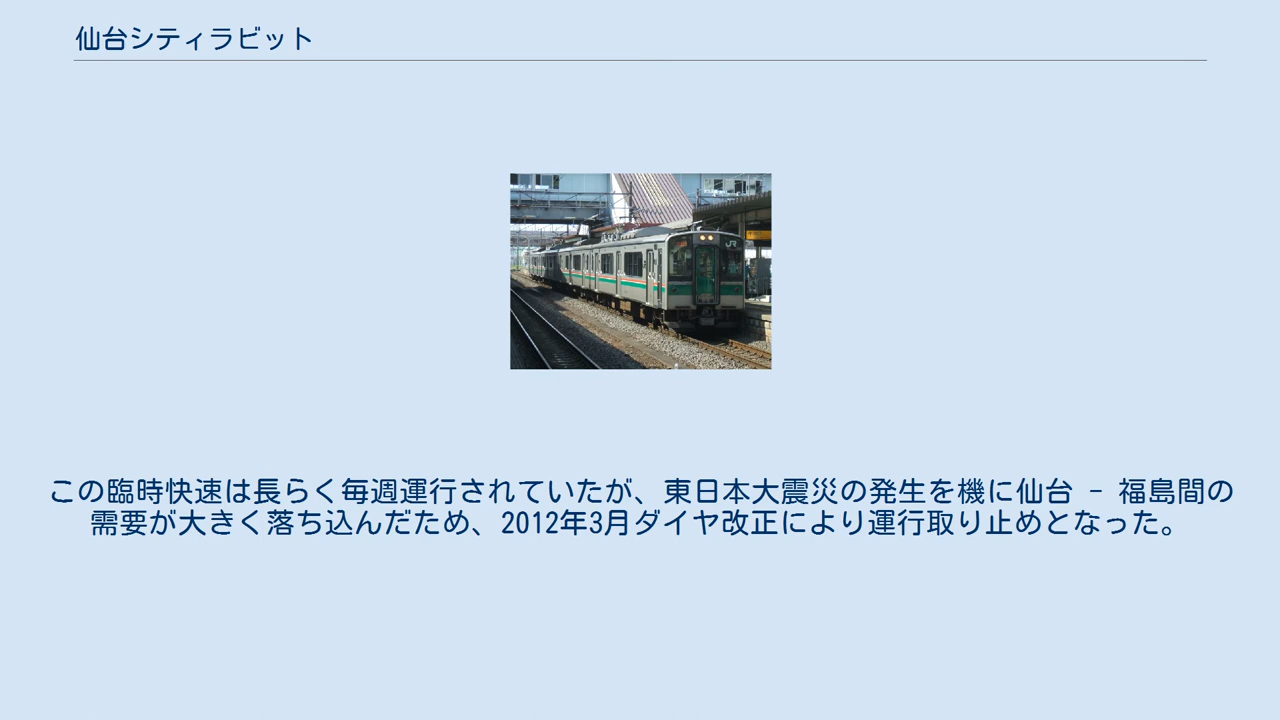 仙台シティラビット
JR
この臨時快速は長らく毎週運行されていたが、東日本大震災の発生を機に仙台 - 福島間の
需要が大きく落ち込んだため、2012年3月ダイヤ改正により運行取り止めとなった。